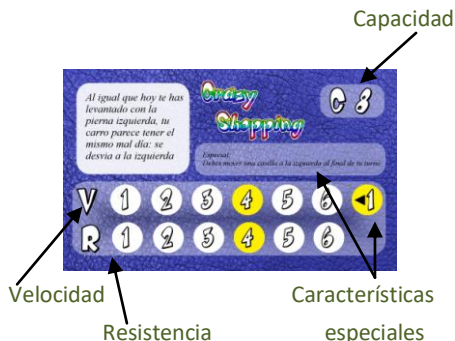 Capacidad
Al igual que hoy te has
levantado con la
pierna izquierda, tu
carro parece tener el
mismo mal día: se
desvia a la izquierda
Crazy
Shopping
C 8
Especial:
Debes mover una casilla a la izquierda al final de tu turno
V 1 2 3 4 5 6 ◄1
R 1 2 3 4 5 6
Velocidad
Resistencia
Características
especiales